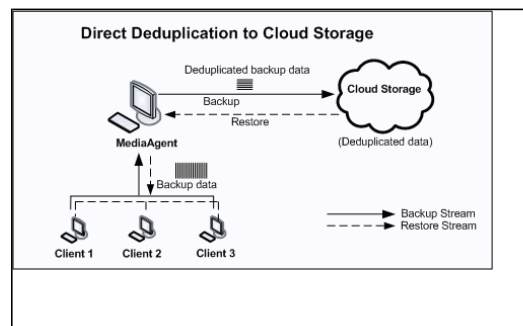 Direct Deduplication to Cloud Storage
Deduplicated backup data
Backup
Restore
Cloud Storage
(Deduplicated data)
MediaAgent
Backup data
Client 1
Client 2
Client 3
Backup Stream
Restore Stream